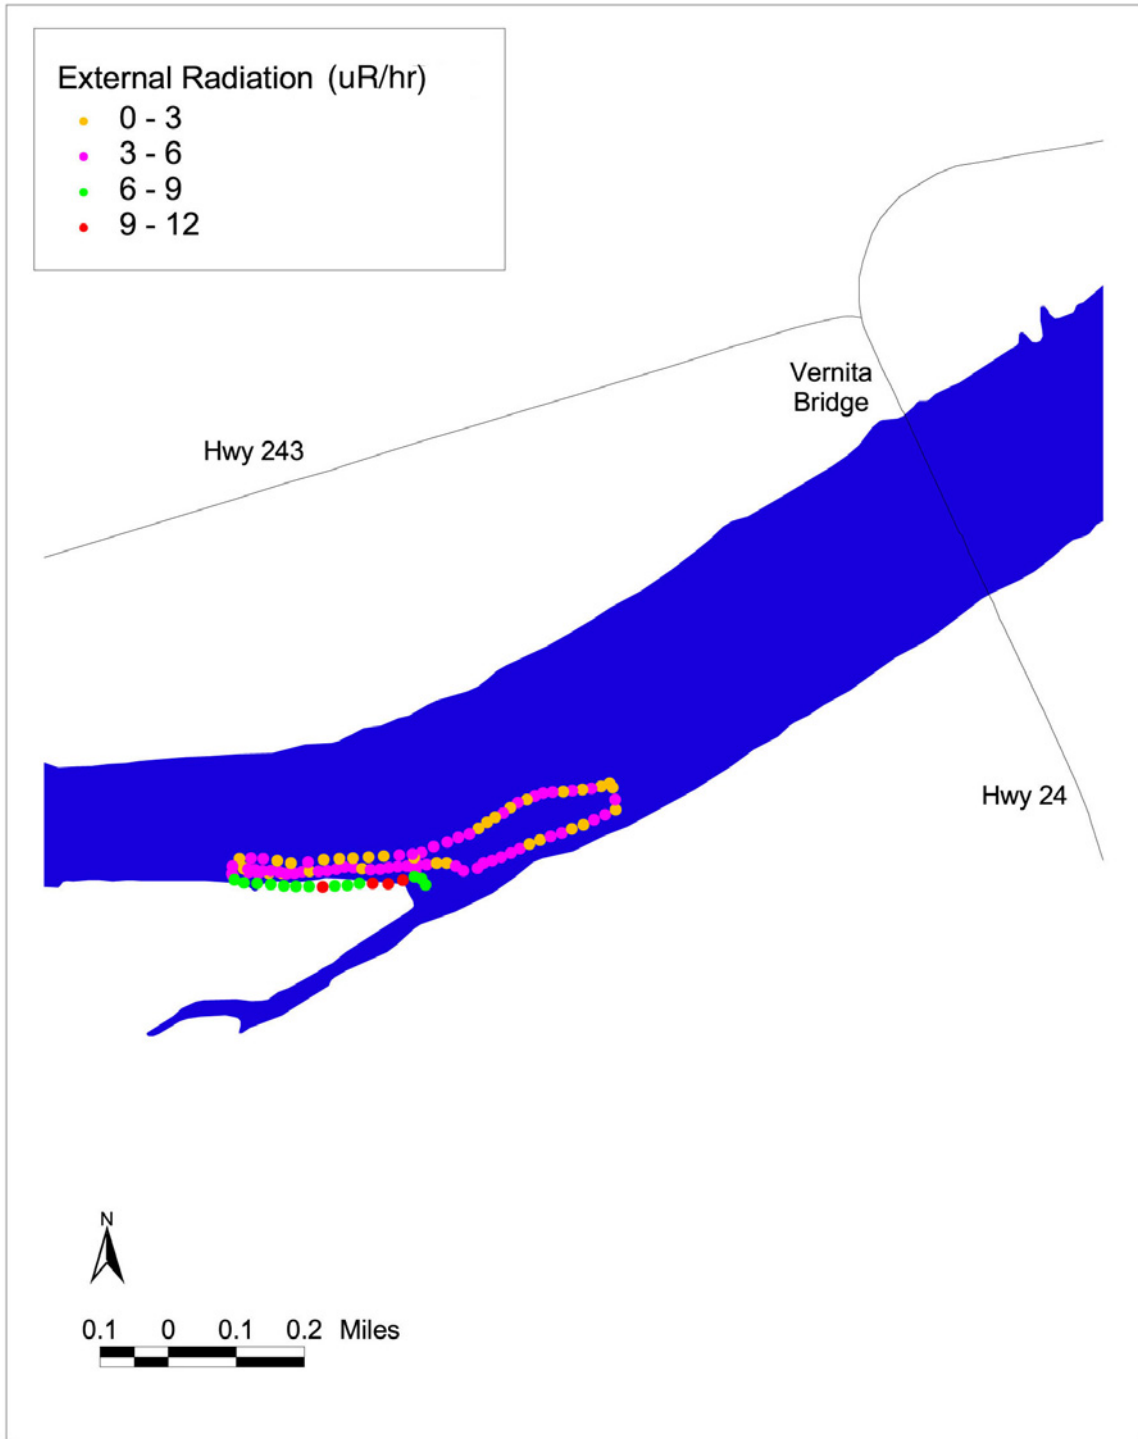 External Radiation (uR/hr)
0 - 3
3 - 6
6 - 9
9 - 12
Vernita
Bridge
Hwy 243
Hwy 24
N
0.1 0 0.1 0.2 Miles